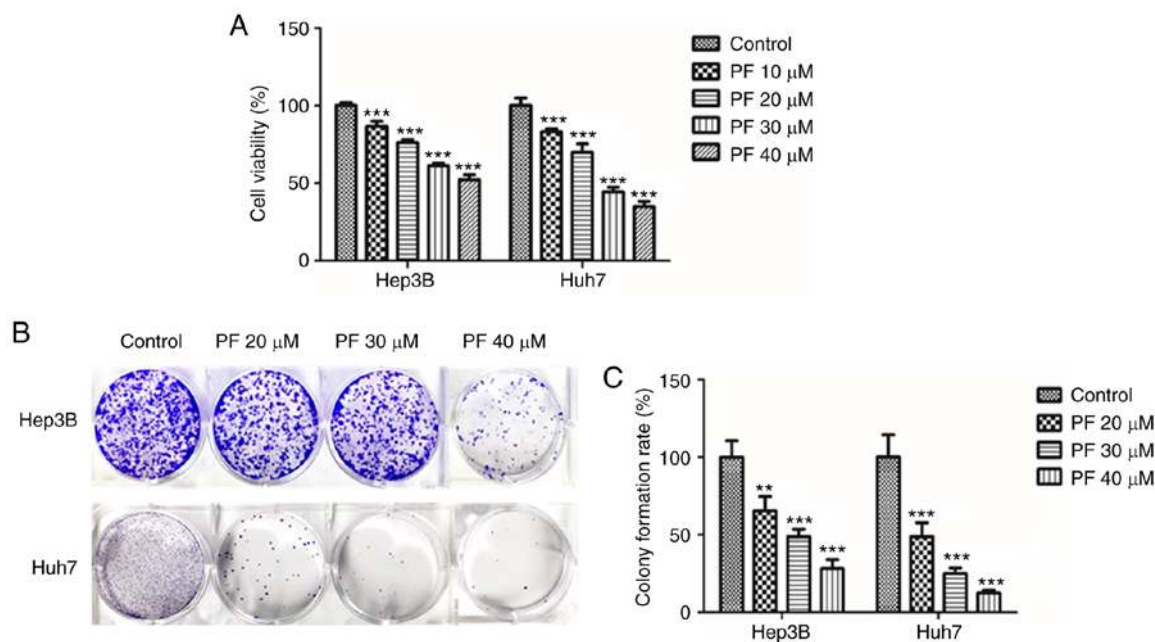 A
Cell viability (%)
150
100
50
0
*** *** *** ***
*** *** *** ***
Hep3B Huh7
Control
PF 10 μM
PF 20 μM
PF 30 μM
PF 40 μM
B
Control PF 20 μM PF 30 μM PF 40 μM
Hep3B
Huh7
C
Colony formation rate (%)
150
100
50
0
** *** ***
*** *** ***
Hep3B Huh7
Control
PF 20 μM
PF 30 μM
PF 40 μM